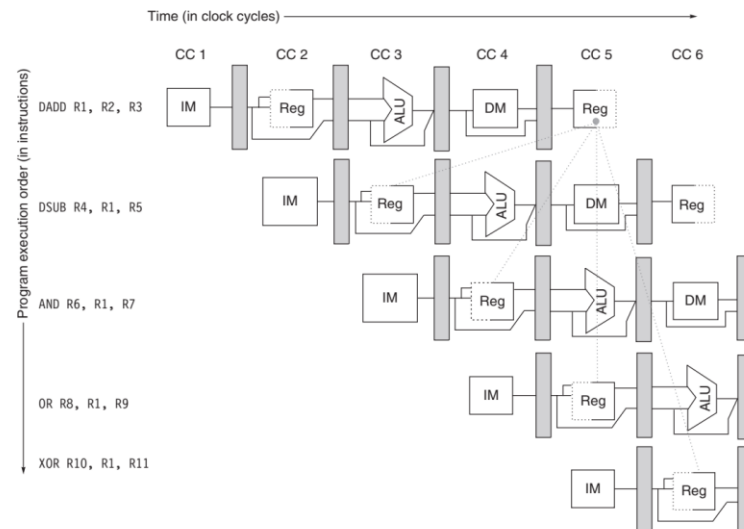 Time (in clock cycles)
CC 1 CC 2 CC 3 CC 4 CC 5 CC 6
Program execution order (in instructions)
DADD R1, R2, R3
IM Reg ALU DM Reg
DSUB R4, R1, R5
IM Reg ALU DM Reg
AND R6, R1, R7
IM Reg ALU DM
OR R8, R1, R9
IM Reg ALU
XOR R10, R1, R11
IM Reg